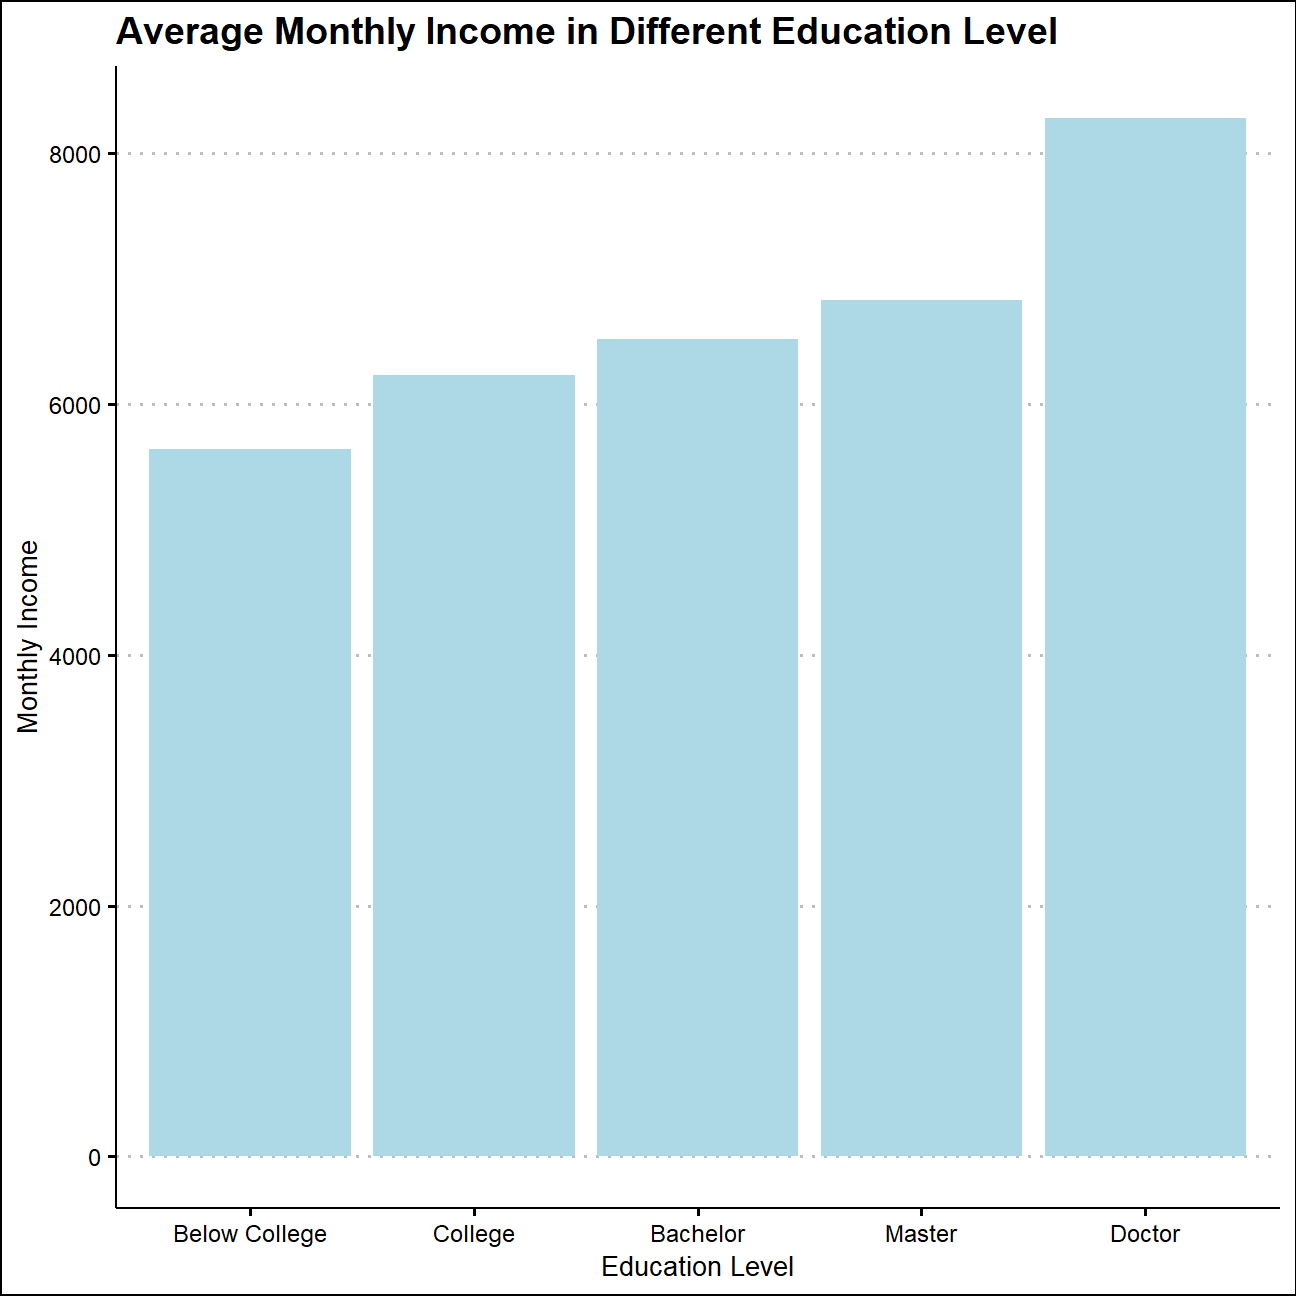 Average Monthly Income in Different Education Level
8000
6000
4000
2000
0
Monthly Income
Below College
College
Bachelor
Master
Doctor
Education Level